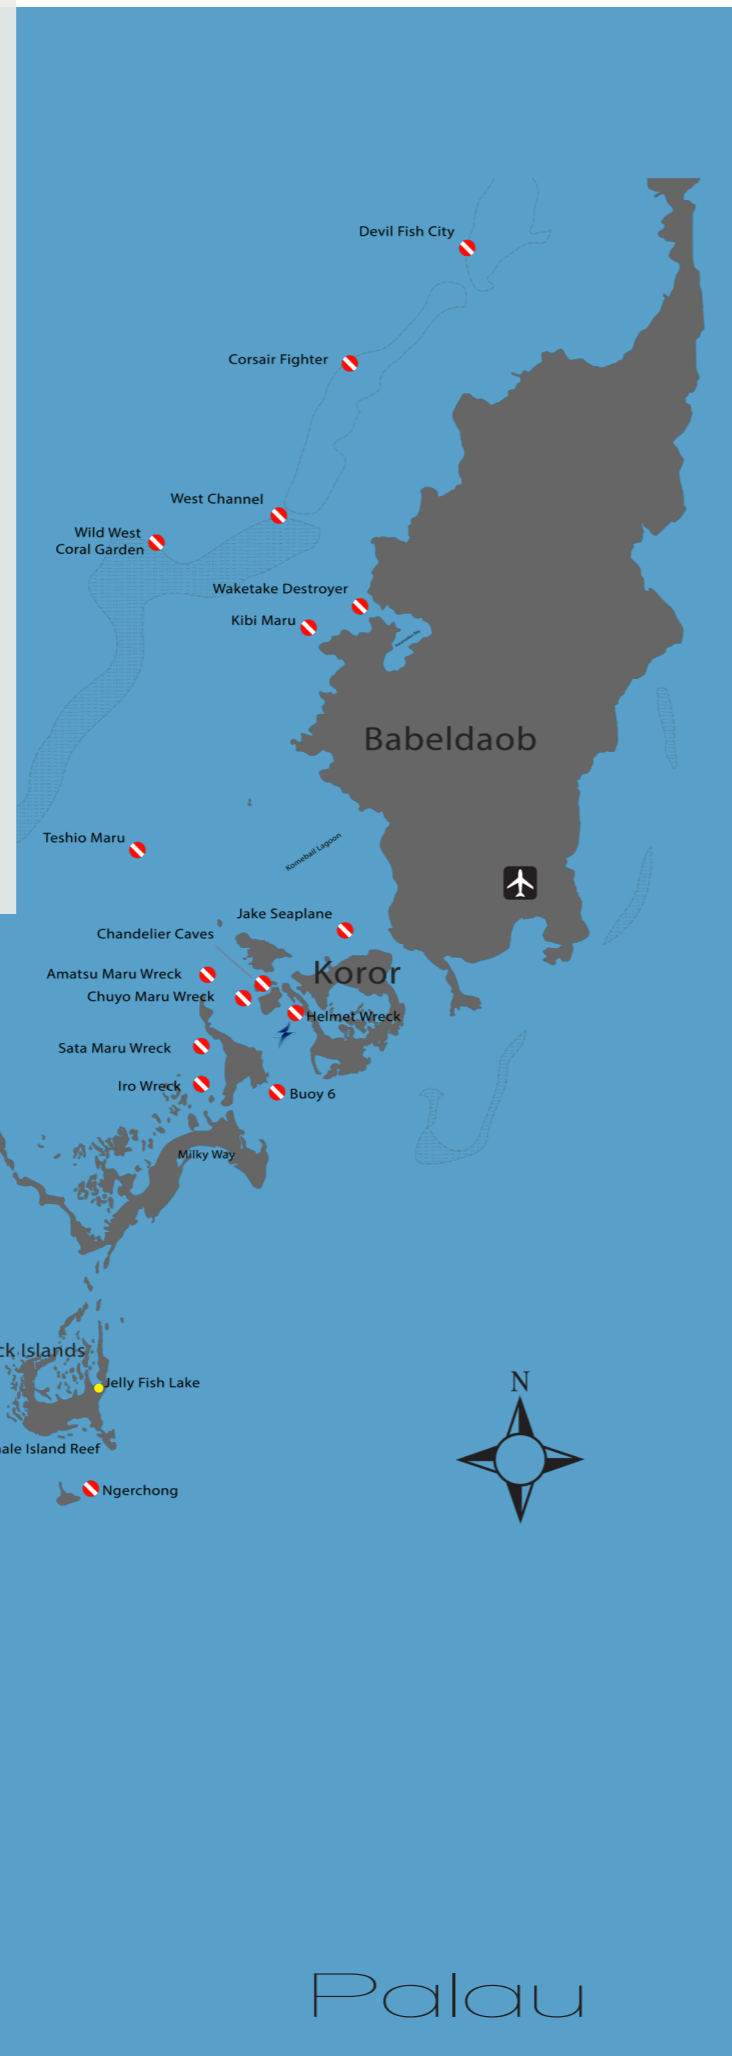 Devil Fish City
Corsair Fighter
West Channel
Wild West
Coral Garden
Waketake Destroyer
Kibi Maru
Babeldaob
Teshio Maru
Komebail Lagoon
Jake Seaplane
Chandelier Caves
Amatsu Maru Wreck
Koror
Chuyo Maru Wreck
Helmet Wreck
Sata Maru Wreck
Iro Wreck
Buoy 6
Milky Way
ck Islands
Jelly Fish Lake
N
ale Island Reef
Ngerchong
Palau